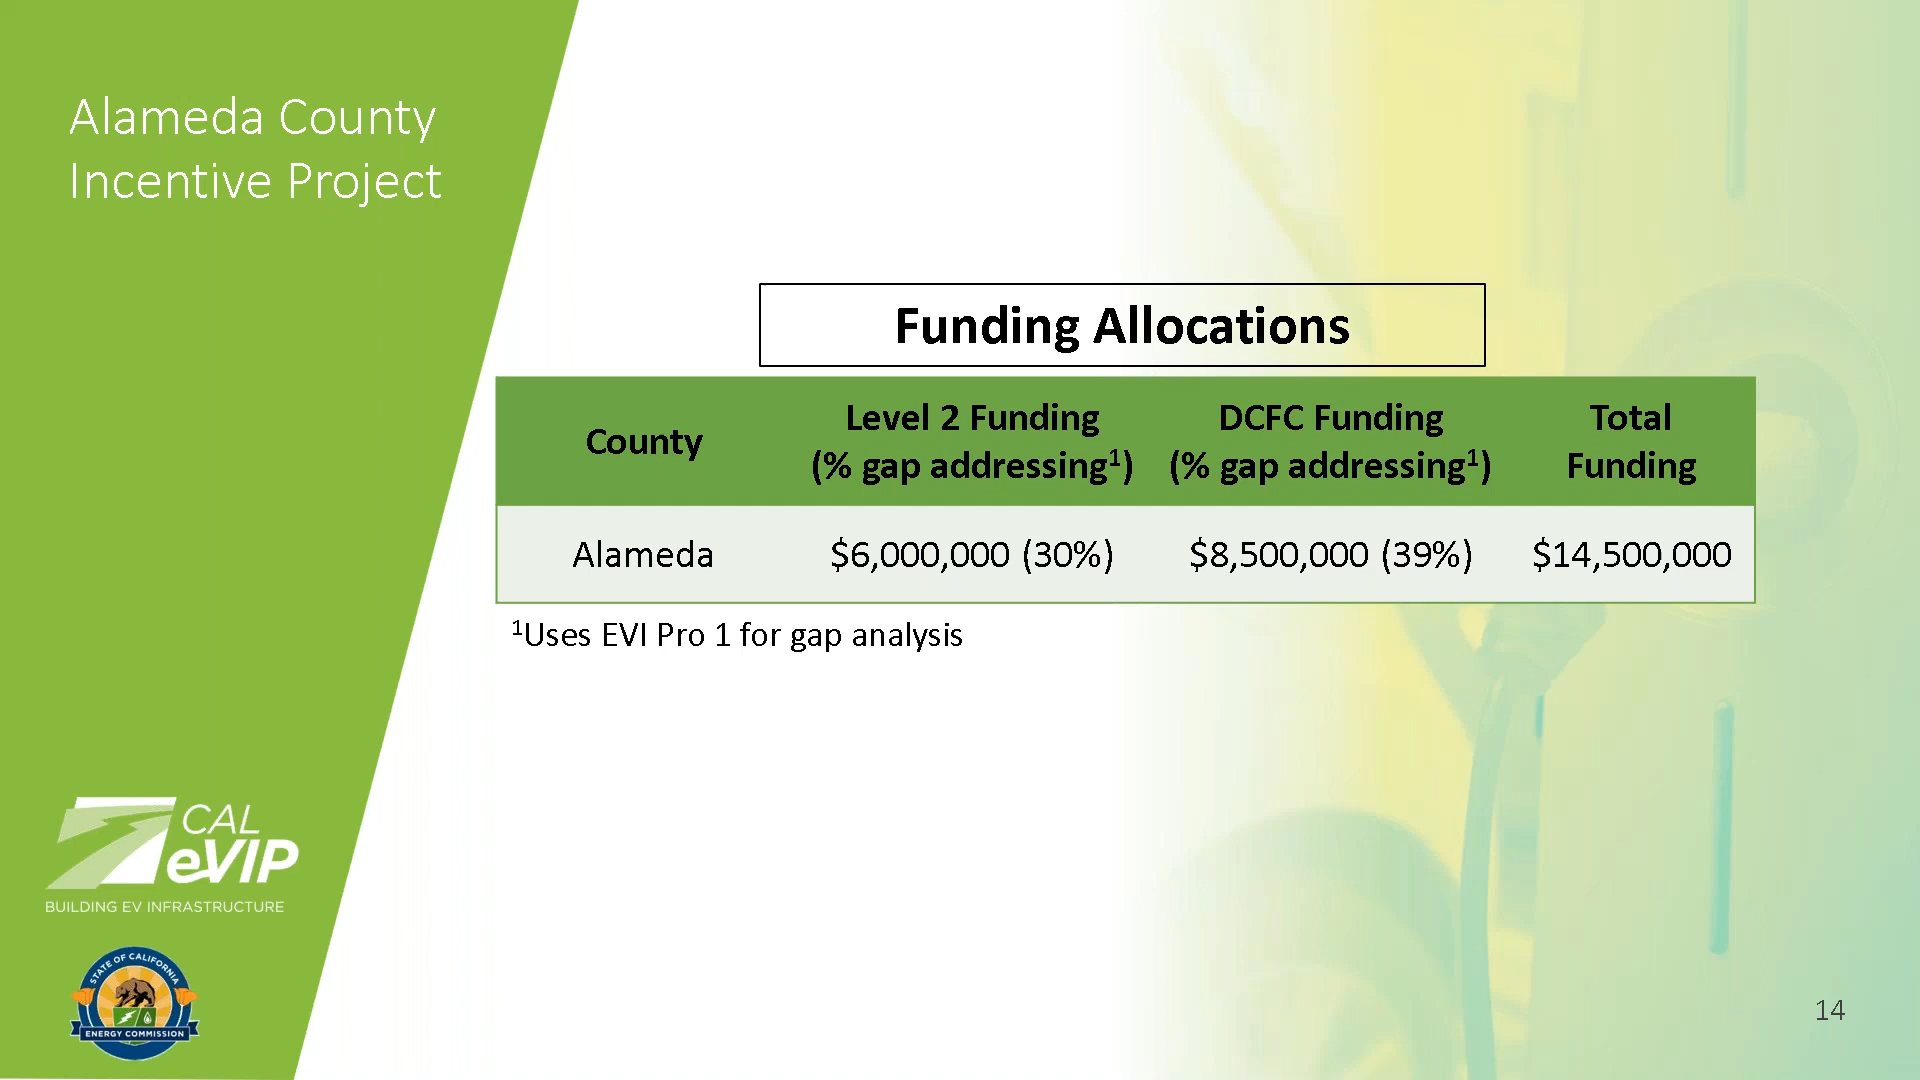 Alameda County
Incentive Project
Funding Allocations
County
Level 2 Funding
(% gap addressing¹)
DCFC Funding
(% gap addressing¹)
Total
Funding
Alameda
$6,000,000 (30%)
$8,500,000 (39%)
$14,500,000
¹Uses EVI Pro 1 for gap analysis
CAL
eVIP
BUILDING EV INFRASTRUCTURE
STATE OF CALIFORNIA
ENERGY COMMISSION
14